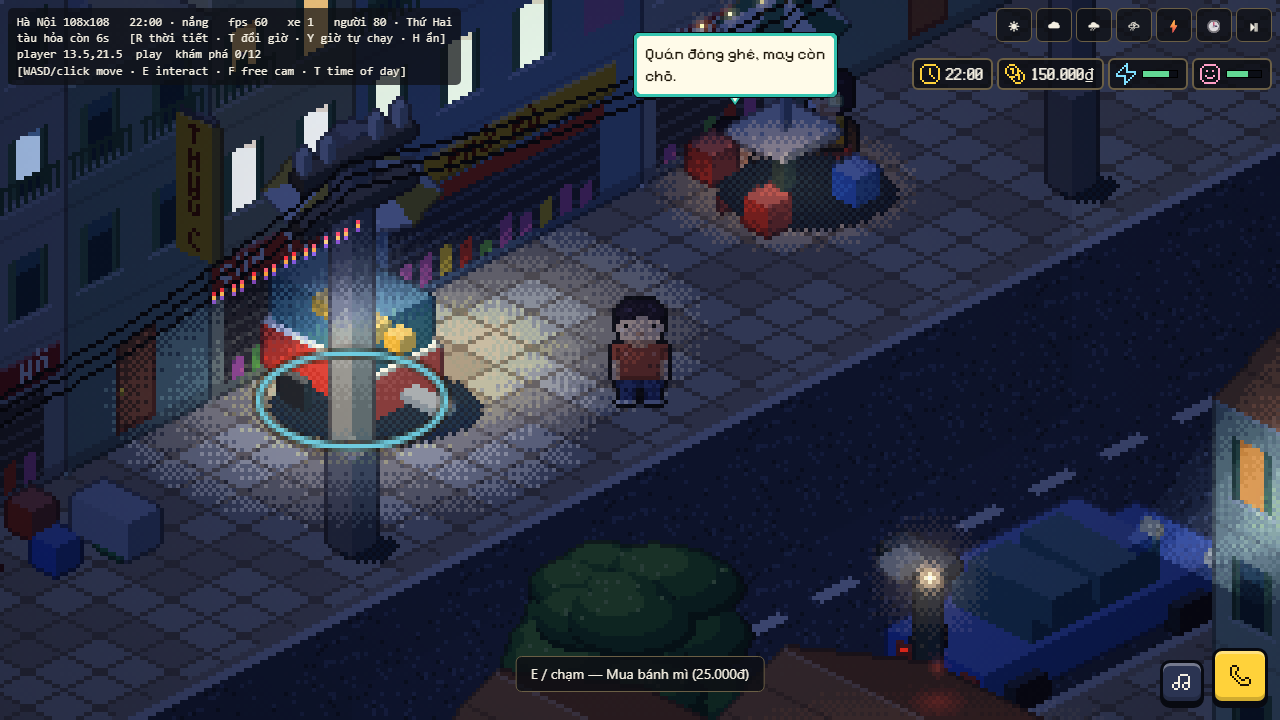 Hà Nội 108x108 22:00 · nắng fps 60 xe 1 người 80 · Thứ Hai
tàu hỏa còn 6s [R thời tiết · T đổi giờ · Y giờ tự chạy · H ẩn]
player 13.5,21.5 play khám phá 0/12
[WASD/click move · E interact · F free cam · T time of day]
Quán đông ghê, may còn
chỗ.
22:00
150.000₫
E / chạm — Mua bánh mì (25.000đ)